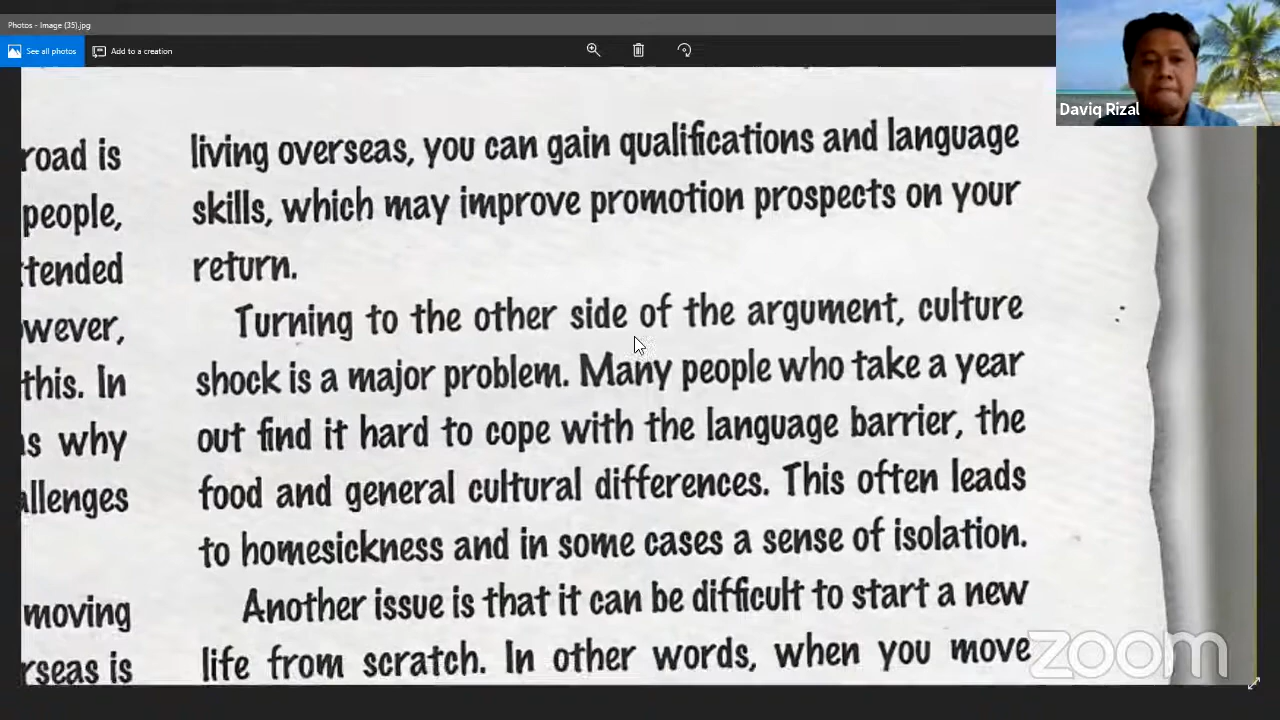 Photos - Image (35).jpg
See all photos
Add to a creation
Daviq Rizal
road is
people,
tended
wever,
this. In
why
allenges
moving
rseas is
living overseas, you can gain qualifications and language
skills, which may improve promotion prospects on your
return.
Turning to the other side of the argument, culture
shock is a major problem. Many people who take a year
out find it hard to cope with the language barrier, the
food and general cultural differences. This often leads
to homesickness and in some cases a sense of isolation.
Another issue is that it can be difficult to start a new
life from scratch. In other words, when you move
zoom